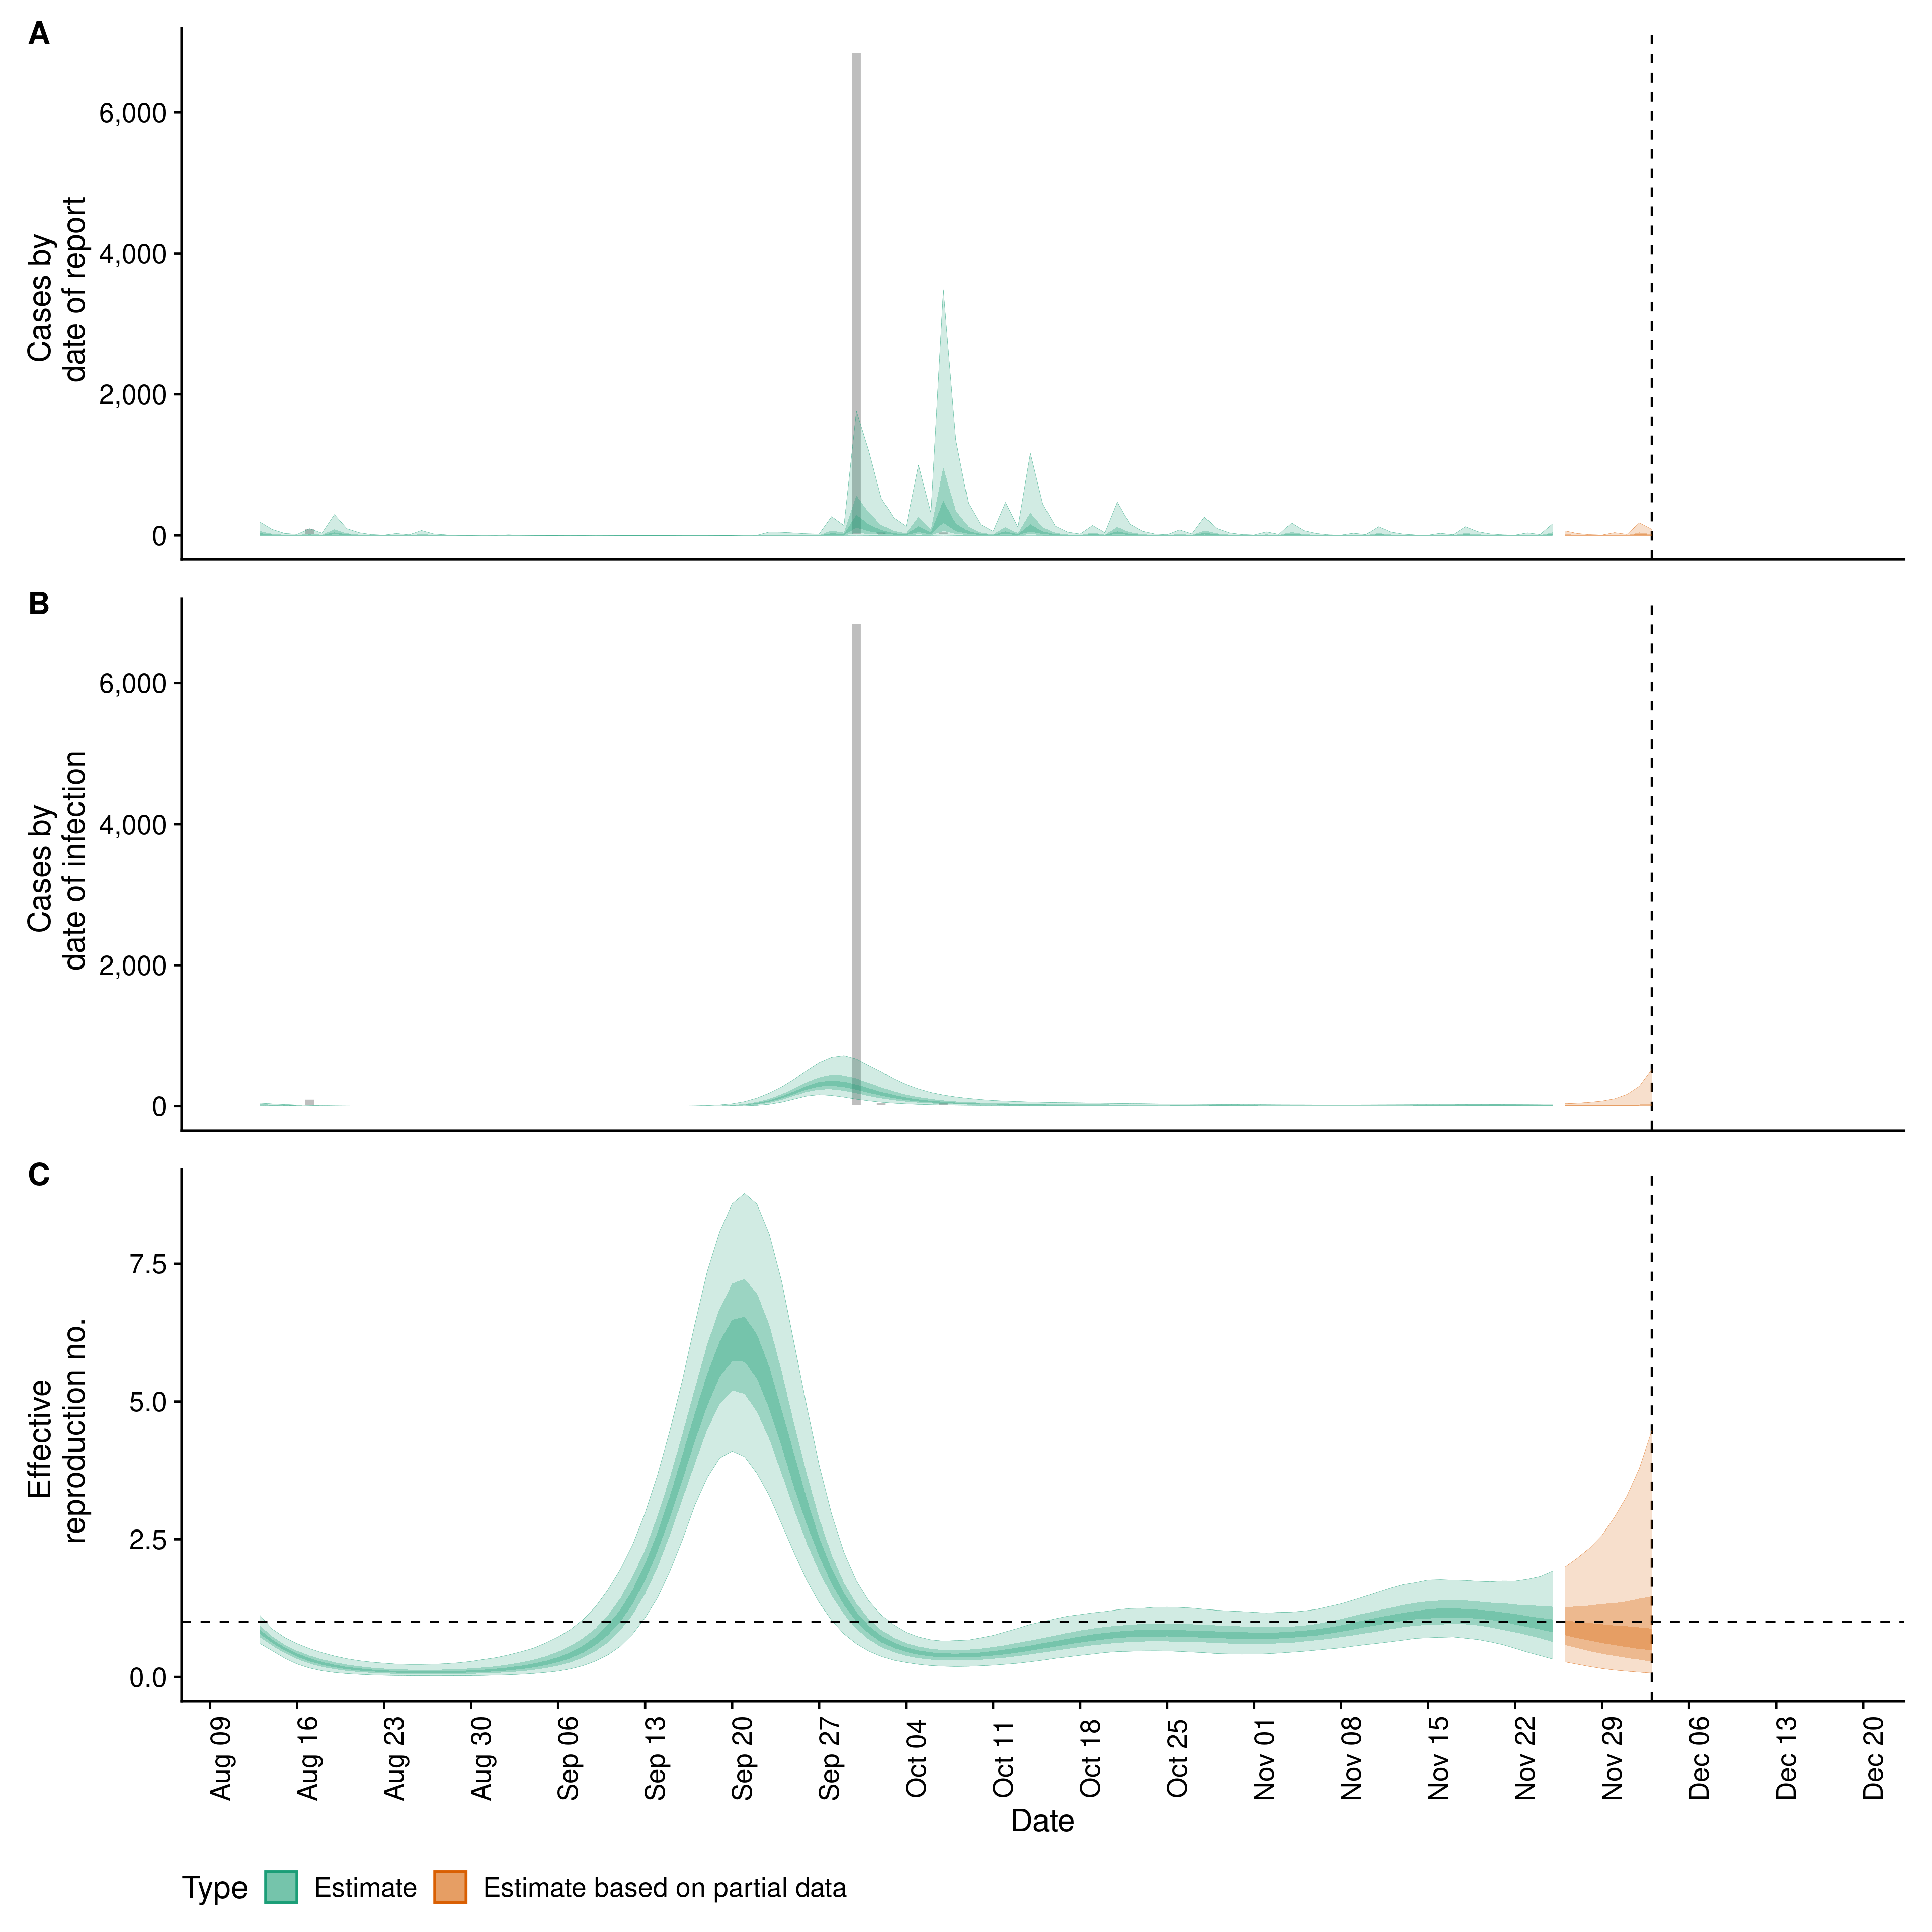 A
Cases by
date of report
6,000
4,000
2,000
0
B
Cases by
date of infection
6,000
4,000
2,000
0
C
Effective
reproduction no.
7.5
5.0
2.5
0.0
Aug 09
Aug 16
Aug 23
Aug 30
Sep 06
Sep 13
Sep 20
Sep 27
Oct 04
Oct 11
Oct 18
Oct 25
Nov 01
Nov 08
Nov 15
Nov 22
Nov 29
Dec 06
Dec 13
Dec 20
Date
Type Estimate Estimate based on partial data